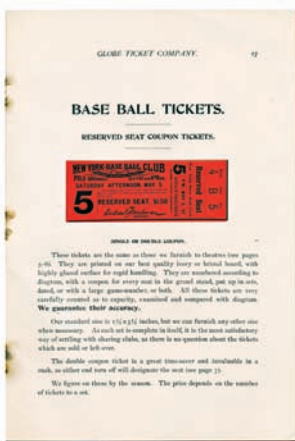 GLOBE TICKET COMPANY.
BASE BALL TICKETS.
RESERVED SEAT COUPON TICKETS.
NEW YORK BASE BALL CLUB
SATURDAY AFTERNOON, MAY 5
5 RESERVED SEAT, $1.50
5
Reserved Seat
SINGLE OR DOUBLE COUPON.
These tickets are the same as those we furnish to theatres (see pages
5-6). They are printed on our best quality ivory or bristol board, with
highly glazed surface for rapid handling. They are numbered according to
diagram, with a coupon for every seat in the grand stand, put up in sets,
dated, or with a large game-number, or both. All these tickets are very
carefully counted as to capacity, examined and compared with diagram.
We guarantee their accuracy.
Our standard size is inches, but we can furnish any other size
when necessary. As each set is complete in itself, it is the most satisfactory
way of settling with sharing clubs, as there is no question about the tickets
which are sold or left over.
The double coupon ticket is a great time-saver and invaluable in a
rush, as either end torn off will designate the seat (see page 7).
We figure on these by the season. The price depends on the number
of tickets to a set.